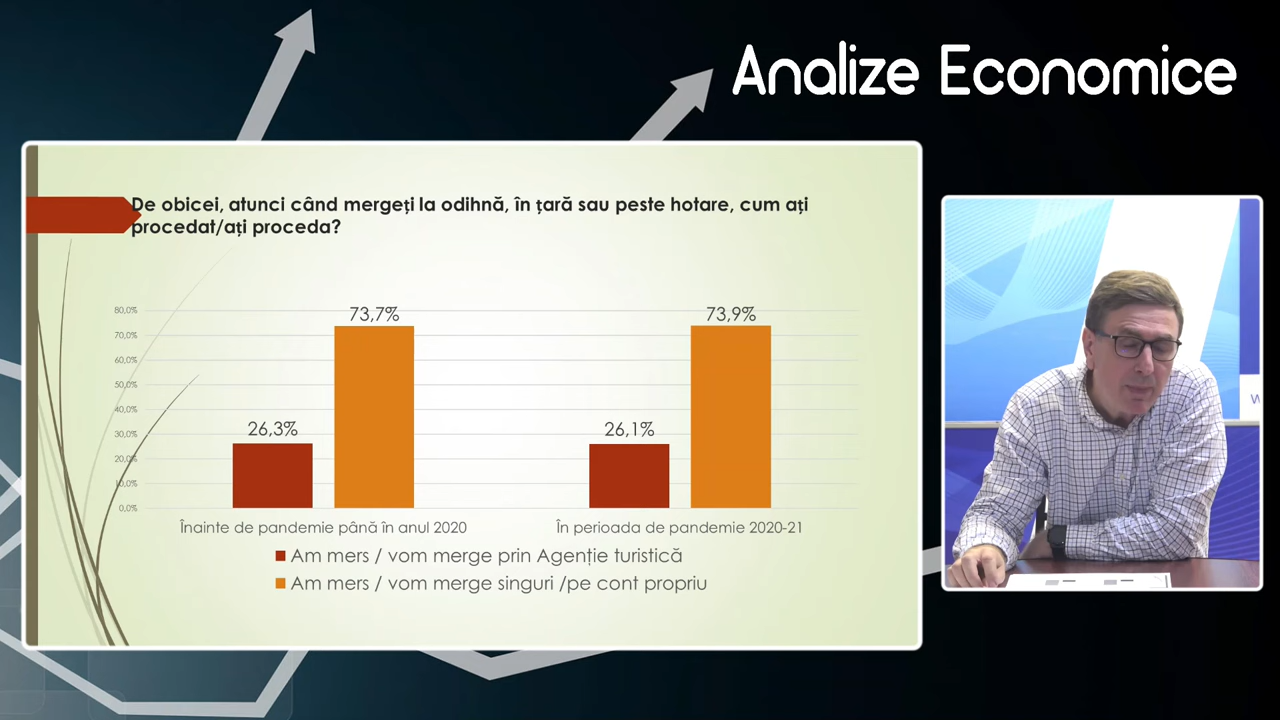 Analize Economice
De obicei, atunci când mergeți la odihnă, în țară sau peste hotare, cum ați
procedat/ați proceda?
80,0%
70,0%
60,0%
50,0%
40,0%
30,0%
20,0%
10,0%
0,0%
26,3%
73,7%
26,1%
73,9%
Înainte de pandemie până în anul 2020
În perioada de pandemie 2020-21
Am mers / vom merge prin Agenție turistică
Am mers / vom merge singuri /pe cont propriu
W